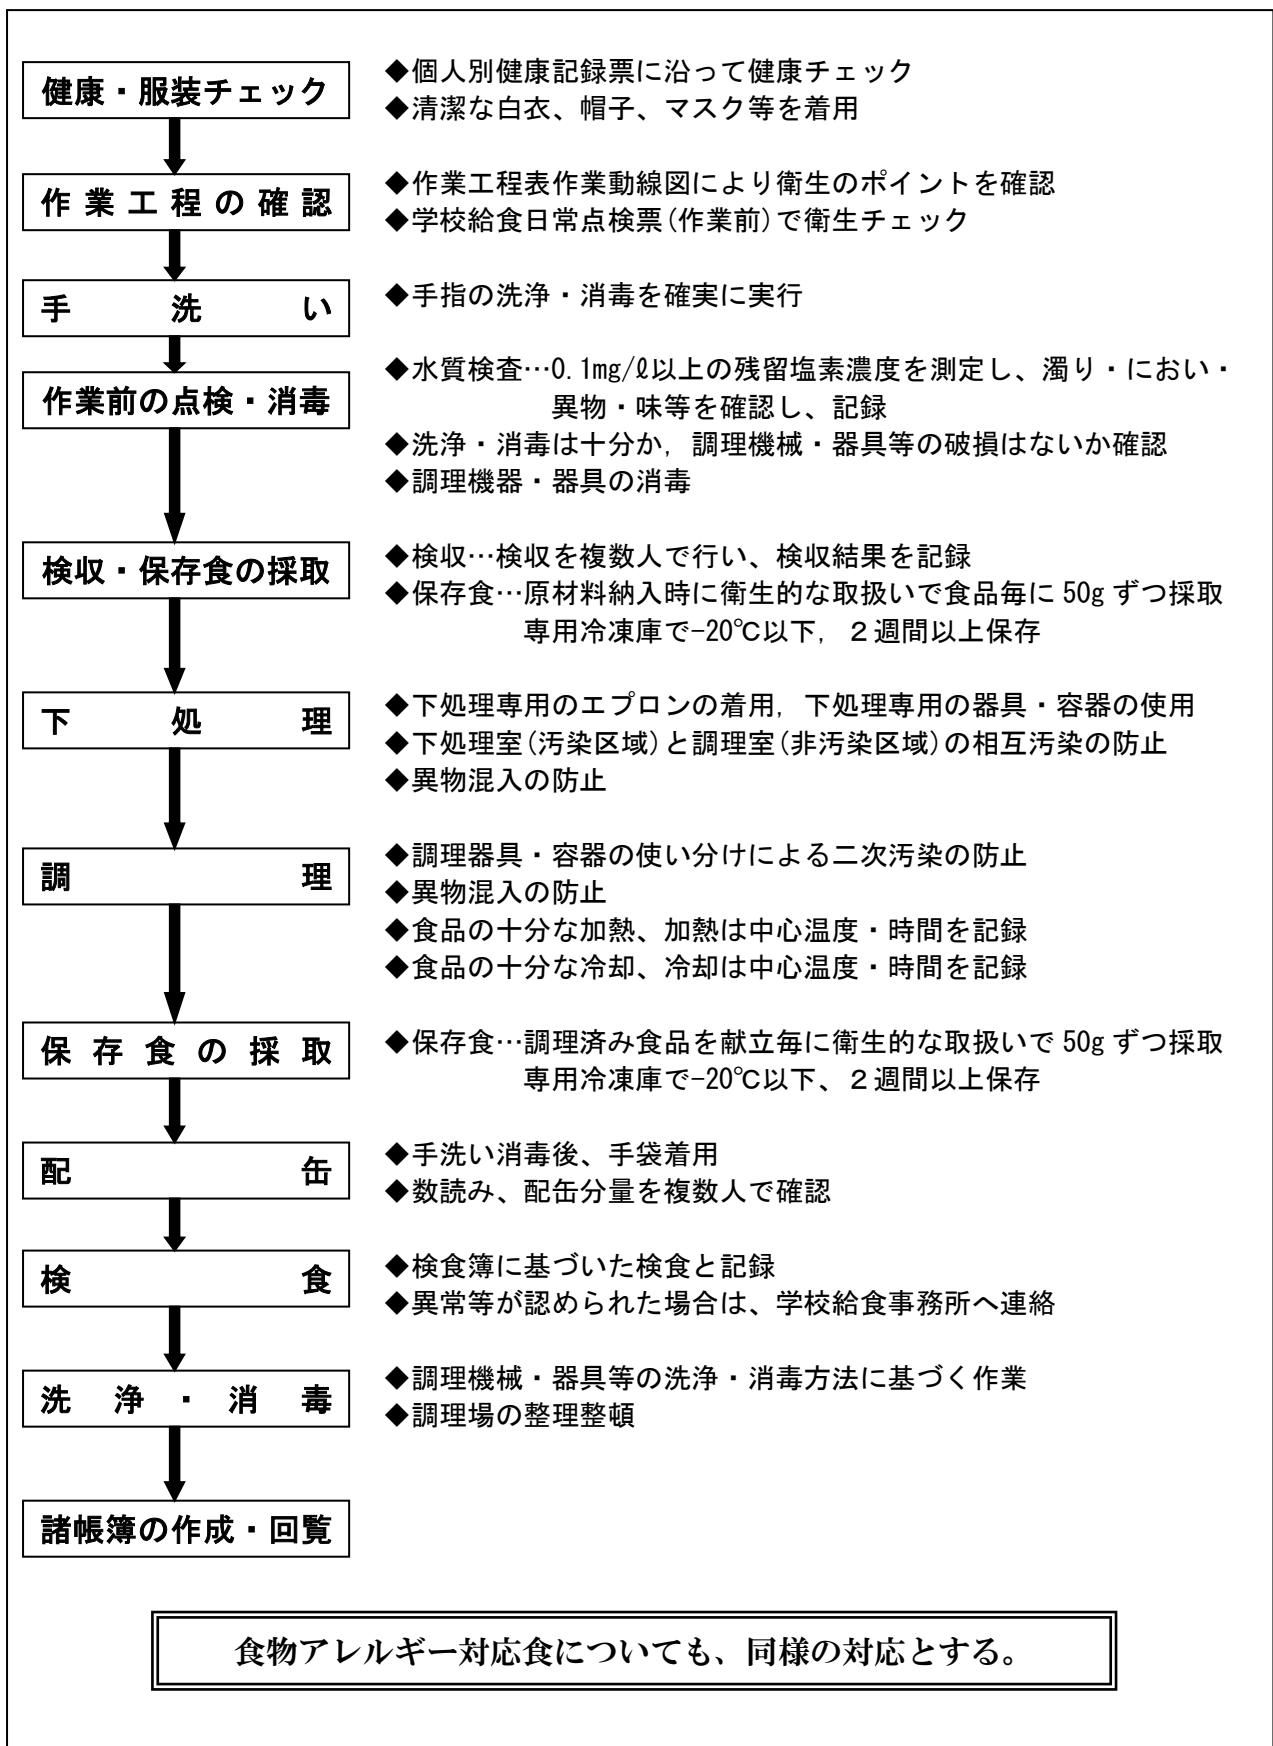 健康・服装チェック
◆個人別健康記録票に沿って健康チェック
◆清潔な白衣、帽子、マスク等を着用
作業工程の確認
◆作業工程表作業動線図により衛生のポイントを確認
◆学校給食日常点検票(作業前)で衛生チェック
手洗い
◆手指の洗浄・消毒を確実に実行
作業前の点検・消毒
◆水質検査…0.1mg/ℓ以上の残留塩素濃度を測定し、濁り・におい・
異物・味等を確認し、記録
◆洗浄・消毒は十分か，調理機械・器具等の破損はないか確認
◆調理機器・器具の消毒
検収・保存食の採取
◆検収…検収を複数人で行い、検収結果を記録
◆保存食…原材料納入時に衛生的な取扱いで食品毎に 50g ずつ採取
専用冷凍庫で-20℃以下，２週間以上保存
下処理
◆下処理専用のエプロンの着用，下処理専用の器具・容器の使用
◆下処理室(汚染区域)と調理室(非汚染区域)の相互汚染の防止
◆異物混入の防止
調理
◆調理器具・容器の使い分けによる二次汚染の防止
◆異物混入の防止
◆食品の十分な加熱、加熱は中心温度・時間を記録
◆食品の十分な冷却、冷却は中心温度・時間を記録
保存食の採取
◆保存食…調理済み食品を献立毎に衛生的な取扱いで 50g ずつ採取
専用冷凍庫で-20℃以下、２週間以上保存
配缶
◆手洗い消毒後、手袋着用
◆数読み、配缶分量を複数人で確認
検食
◆検食簿に基づいた検食と記録
◆異常等が認められた場合は、学校給食事務所へ連絡
洗浄・消毒
◆調理機械・器具等の洗浄・消毒方法に基づく作業
◆調理場の整理整頓
諸帳簿の作成・回覧
食物アレルギー対応食についても、同様の対応とする。